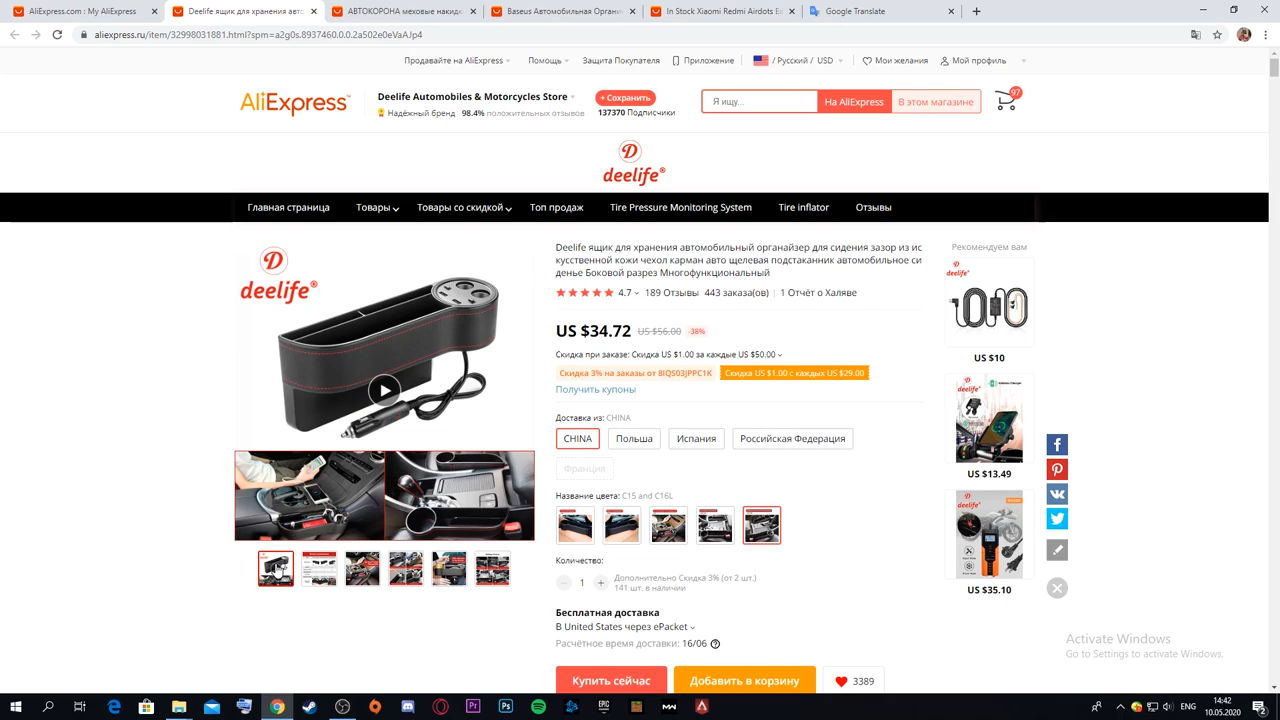 AliExpress.com : My AliExpress
Deelife ящик для хранения авто
АВТОКОРОНА меховые накид
Baseus Автомобильная Орган
In Stock Xiaomi Redmi Airdots Ea
Google Translate
aliexpress.ru/item/32998031881.html?spm=a2g0s.8937460.0.0.2a502e0eVaAJp4
Продавайте на AliExpress
Помощь
Защита Покупателя
Приложение
/ Русский / USD
Мои желания
Мой профиль
AliExpress
Deelife Automobiles & Motorcycles Store
Надёжный бренд 98.4% положительных отзывов
+ Сохранить
137370 Подписчики
Я ищу...
На AliExpress
В этом магазине
97
deelife®
Главная страница
Товары
Товары со скидкой
Топ продаж
Tire Pressure Monitoring System
Tire inflator
Отзывы
deelife®
Deelife ящик для хранения автомобильный органайзер для сидения зазор из ис
кусственной кожи чехол карман авто щелевая подстаканник автомобильное си
денье Боковой разрез Многофункциональный
4.7 189 Отзывы 443 заказа(ов) 1 Отчёт о Халяве
US $34.72 US $56.00 -38%
Скидка при заказе: Скидка US $1.00 за каждые US $50.00
Скидка 3% на заказы от 8IQS03JPPC1K
Скидка US $1.00 с каждых US $29.00
Получить купоны
Доставка из: CHINA
CHINA
Польша
Испания
Российская Федерация
Франция
Название цвета: C15 and C16L
Количество:
1
Дополнительно Скидка 3% (от 2 шт.)
141 шт. в наличии
Бесплатная доставка
В United States через ePacket
Расчётное время доставки: 16/06
Купить сейчас
Добавить в корзину
3389
Рекомендуем вам
deelife
US $10
deelife
US $13.49
deelife
US $35.10
Activate Windows
Go to Settings to activate Windows.
ENG
14:42
10.05.2020
2